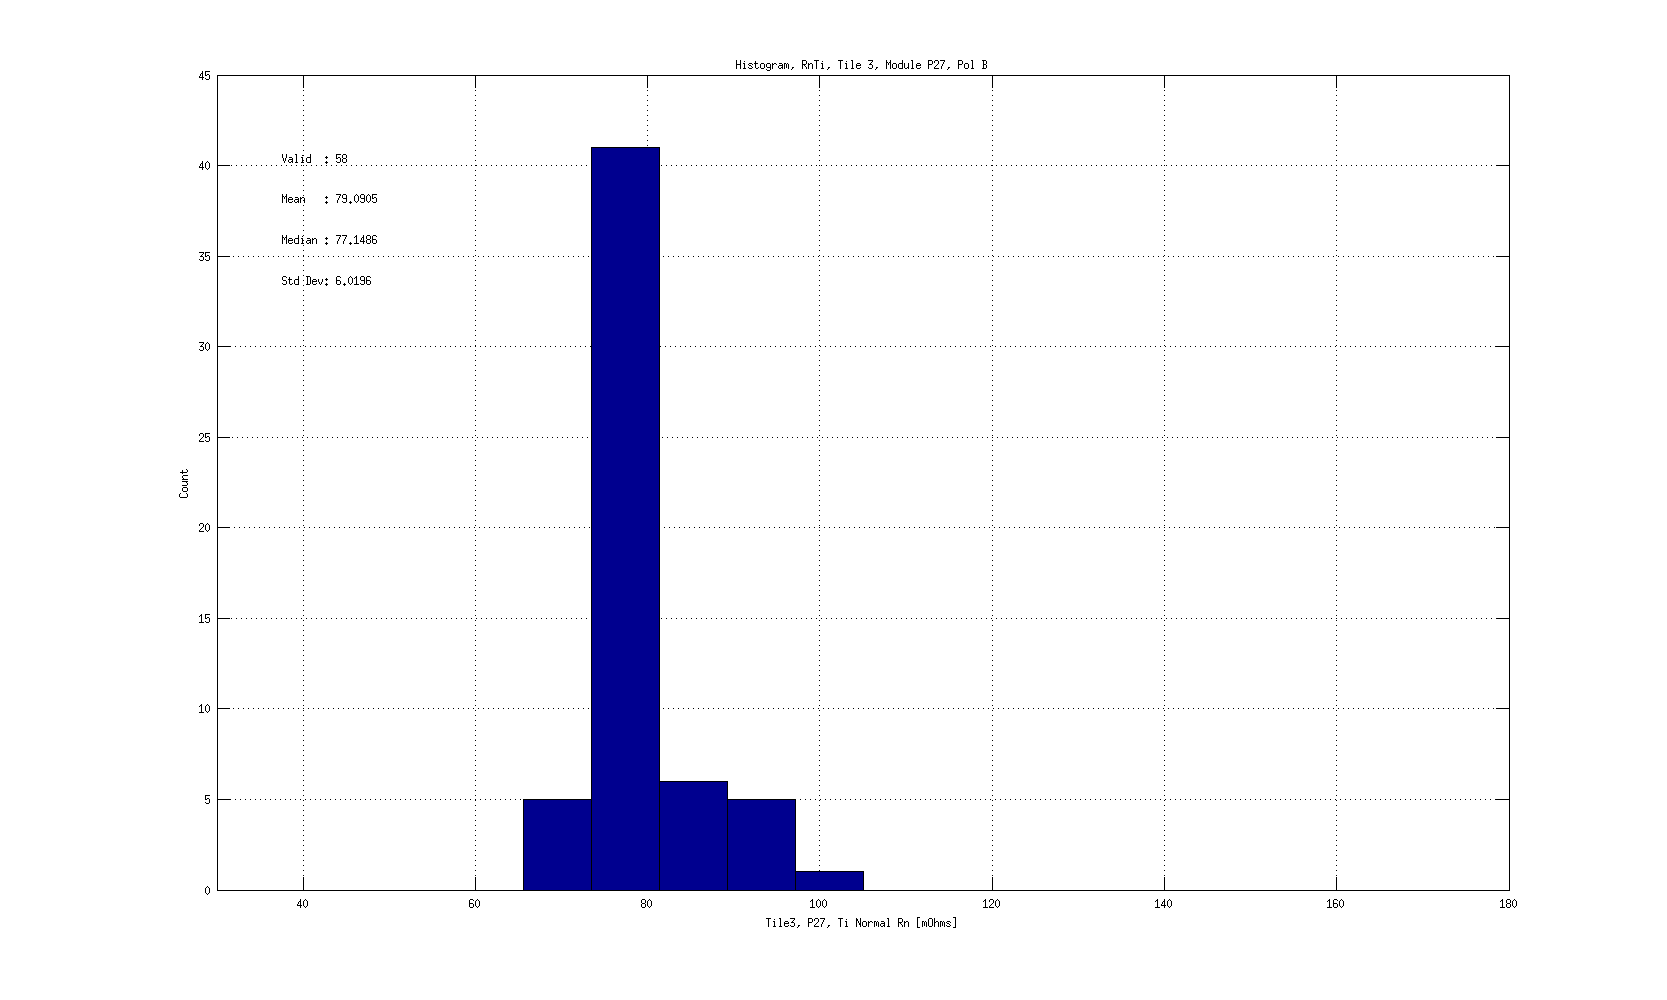 Histogram, RnTi, Tile 3, Module P27, Pol B
45
40
35
30
25
20
15
10
5
0
Valid  : 58
Mean   : 79.0905
Median : 77.1486
Std Dev: 6.0196
Count
40 60 80 100 120 140 160 180
Tile3, P27, Ti Normal Rn [mOhms]